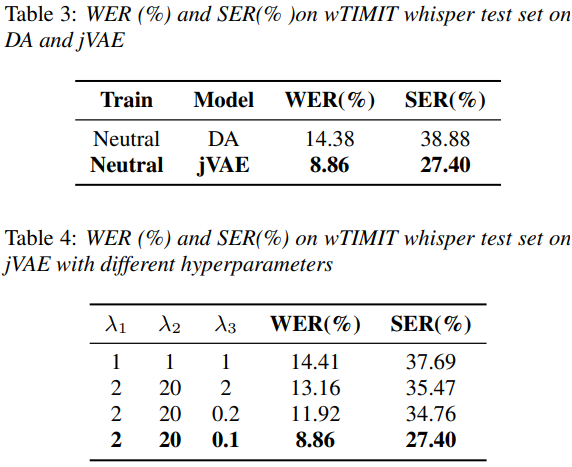 Table 3: WER (%) and SER(% )on wTIMIT whisper test set on
DA and jVAE
Train Model WER(%) SER(%)
Neutral DA 14.38 38.88
Neutral jVAE 8.86 27.40
Table 4: WER (%) and SER(%) on wTIMIT whisper test set on
jVAE with different hyperparameters
λ₁ λ₂ λ₃ WER(%) SER(%)
1 1 1 14.41 37.69
2 20 2 13.16 35.47
2 20 0.2 11.92 34.76
2 20 0.1 8.86 27.40